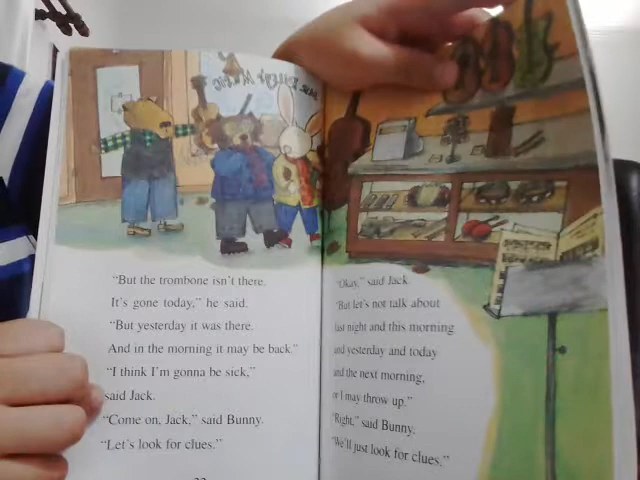 "But the trombone isn't there.
It's gone today," he said.
"But yesterday it was there.
And in the morning it may be back."
"I think I'm gonna be sick,"
said Jack.
"Come on, Jack," said Bunny.
"Let's look for clues."
"Okay," said Jack.
"But let's not talk about
last night and this morning
and yesterday and today
and the next morning,
or I may throw up."
"Right," said Bunny.
"We'll just look for clues."